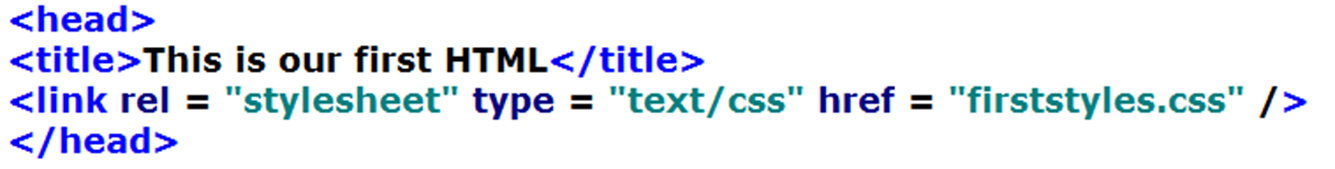 <head>
<title>This is our first HTML</title>
<link rel = "stylesheet" type = "text/css" href = "firststyles.css" />
</head>